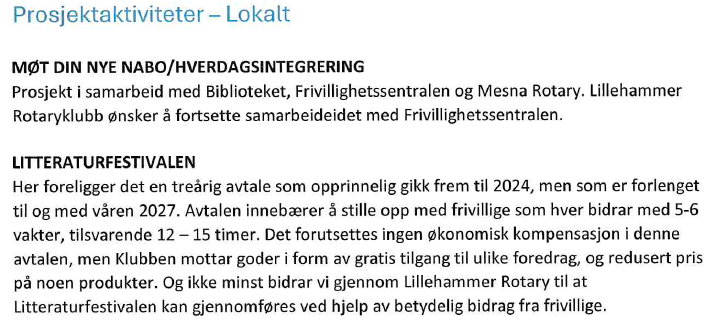 Prosjektaktiviteter – Lokalt
MØT DIN NYE NABO/HVERDAGSINTEGRERING
Prosjekt i samarbeid med Biblioteket, Frivillighetssentralen og Mesna Rotary. Lillehammer
Rotaryklubb ønsker å fortsette samarbeideidet med Frivillighetssentralen.
LITTERATURFESTIVALEN
Her foreligger det en treårig avtale som opprinnelig gikk frem til 2024, men som er forlenget
til og med våren 2027. Avtalen innebærer å stille opp med frivillige som hver bidrar med 5-6
vakter, tilsvarende 12 – 15 timer. Det forutsettes ingen økonomisk kompensasjon i denne
avtalen, men Klubben mottar goder i form av gratis tilgang til ulike foredrag, og redusert pris
på noen produkter. Og ikke minst bidrar vi gjennom Lillehammer Rotary til at
Litteraturfestivalen kan gjennomføres ved hjelp av betydelig bidrag fra frivillige.